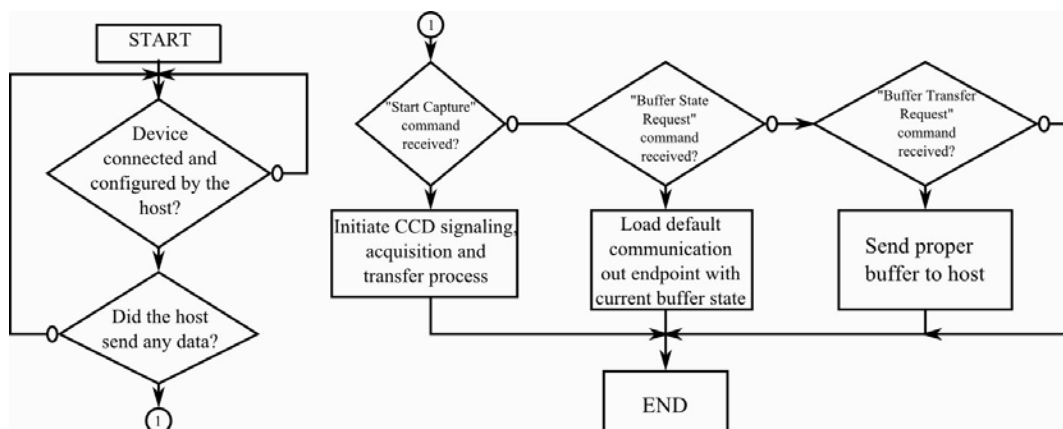 START
Device
connected and
configured by the
host?
Did the host
send any data?
1
1
"Start Capture"
command
received?
Initiate CCD signaling,
acquisition and
transfer process
"Buffer State
Request"
command
received?
Load default
communication
out endpoint with
current buffer state
"Buffer Transfer
Request"
command
received?
Send proper
buffer to host
END